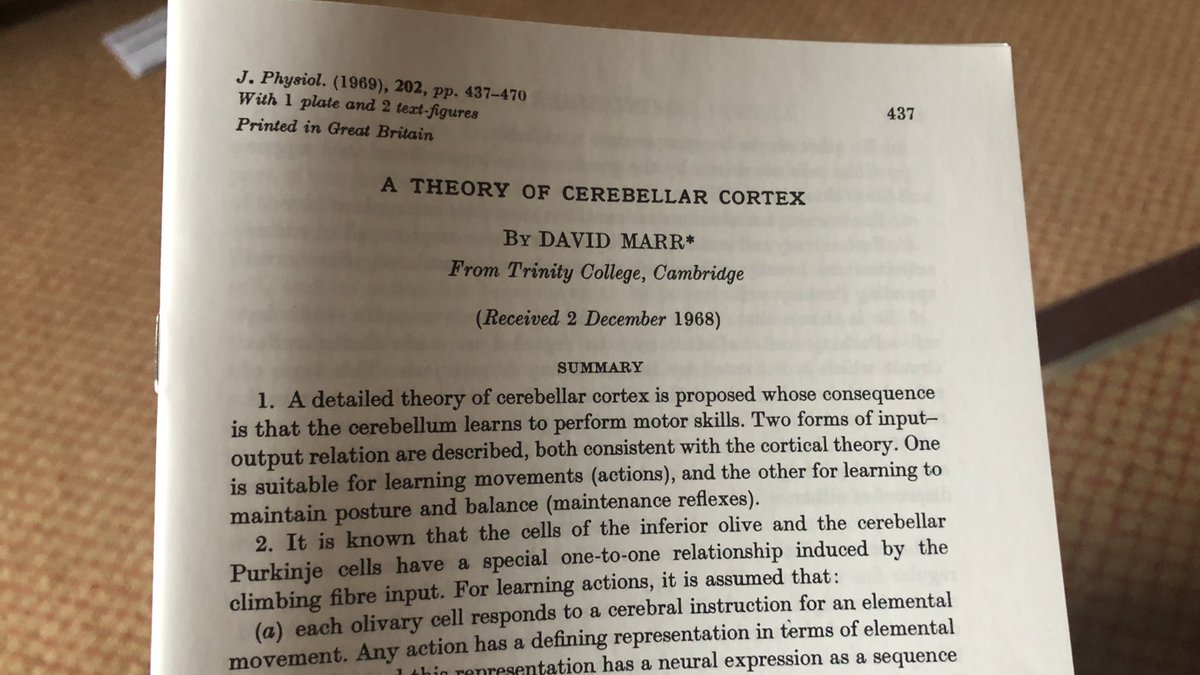 J. Physiol. (1969), 202, pp. 437–470
With 1 plate and 2 text-figures
Printed in Great Britain
437
A THEORY OF CEREBELLAR CORTEX
By DAVID MARR*
From Trinity College, Cambridge
(Received 2 December 1968)
SUMMARY
1. A detailed theory of cerebellar cortex is proposed whose consequence
is that the cerebellum learns to perform motor skills. Two forms of input–
output relation are described, both consistent with the cortical theory. One
is suitable for learning movements (actions), and the other for learning to
maintain posture and balance (maintenance reflexes).
2. It is known that the cells of the inferior olive and the cerebellar
Purkinje cells have a special one-to-one relationship induced by the
climbing fibre input. For learning actions, it is assumed that:
(a) each olivary cell responds to a cerebral instruction for an elemental
movement. Any action has a defining representation in terms of elemental
this representation has a neural expression as a sequence